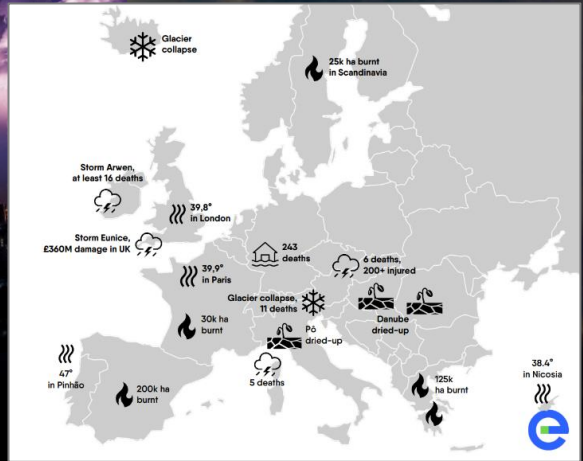 Glacier
collapse
25k ha burnt
in Scandinavia
Storm Arwen,
at least 16 deaths
39,8°
in London
Storm Eunice,
£360M damage in UK
243
deaths
6 deaths,
200+ injured
39,9°
in Paris
Glacier collapse,
11 deaths
Danube
dried-up
30k ha
burnt
Pô
dried-up
47°
in Pinhão
200k ha
burnt
5 deaths
125k
ha burnt
38.4°
in Nicosia
e